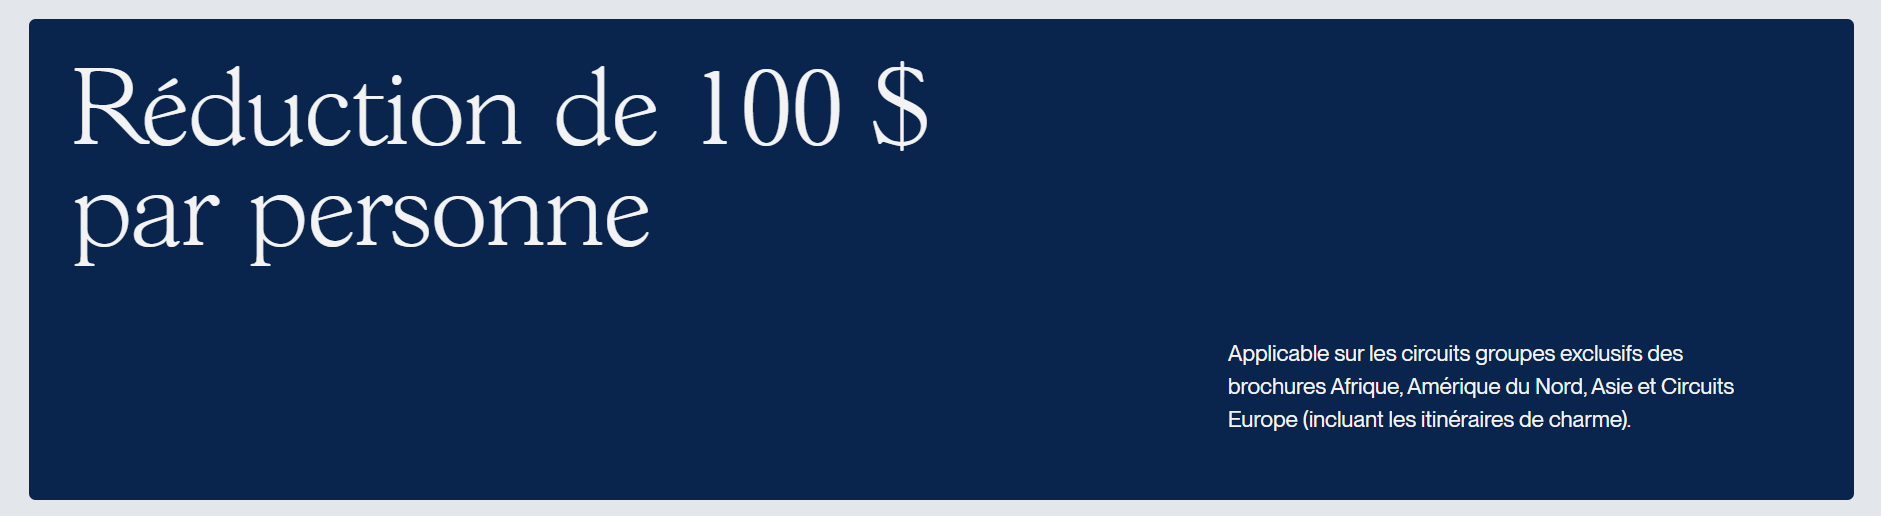 Réduction de 100 $
par personne
Applicable sur les circuits groupes exclusifs des
brochures Afrique, Amérique du Nord, Asie et Circuits
Europe (incluant les itinéraires de charme).